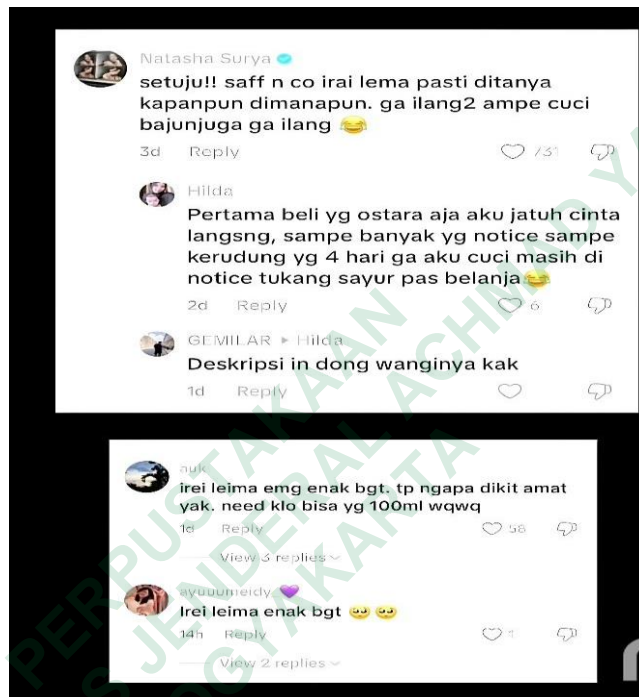 Natasha Surya
setuju!! saff n co irai lema pasti ditanya
kapanpun dimanapun. ga ilang2 ampe cuci
bajunjuga ga ilang 😂
3d Reply 731
Hilda
Pertama beli yg ostara aja aku jatuh cinta
langsng, sampe banyak yg notice sampe
kerudung yg 4 hari ga aku cuci masih di
notice tukang sayur pas belanja😂
2d Reply 6
GEMILAR ▸ Hilda
Deskripsi in dong wanginya kak
1d Reply
auk
irei leima emg enak bgt. tp ngapa dikit amat
yak. need klo bisa yg 100ml wqwq
1d Reply 58
View 3 replies
ayuuumeidy 💜
Irei leima enak bgt 🥺🥺
14h Reply 1
View 2 replies
PERPUSTAKAAN
JENDERAL ACHMAD YA
YAKARTA